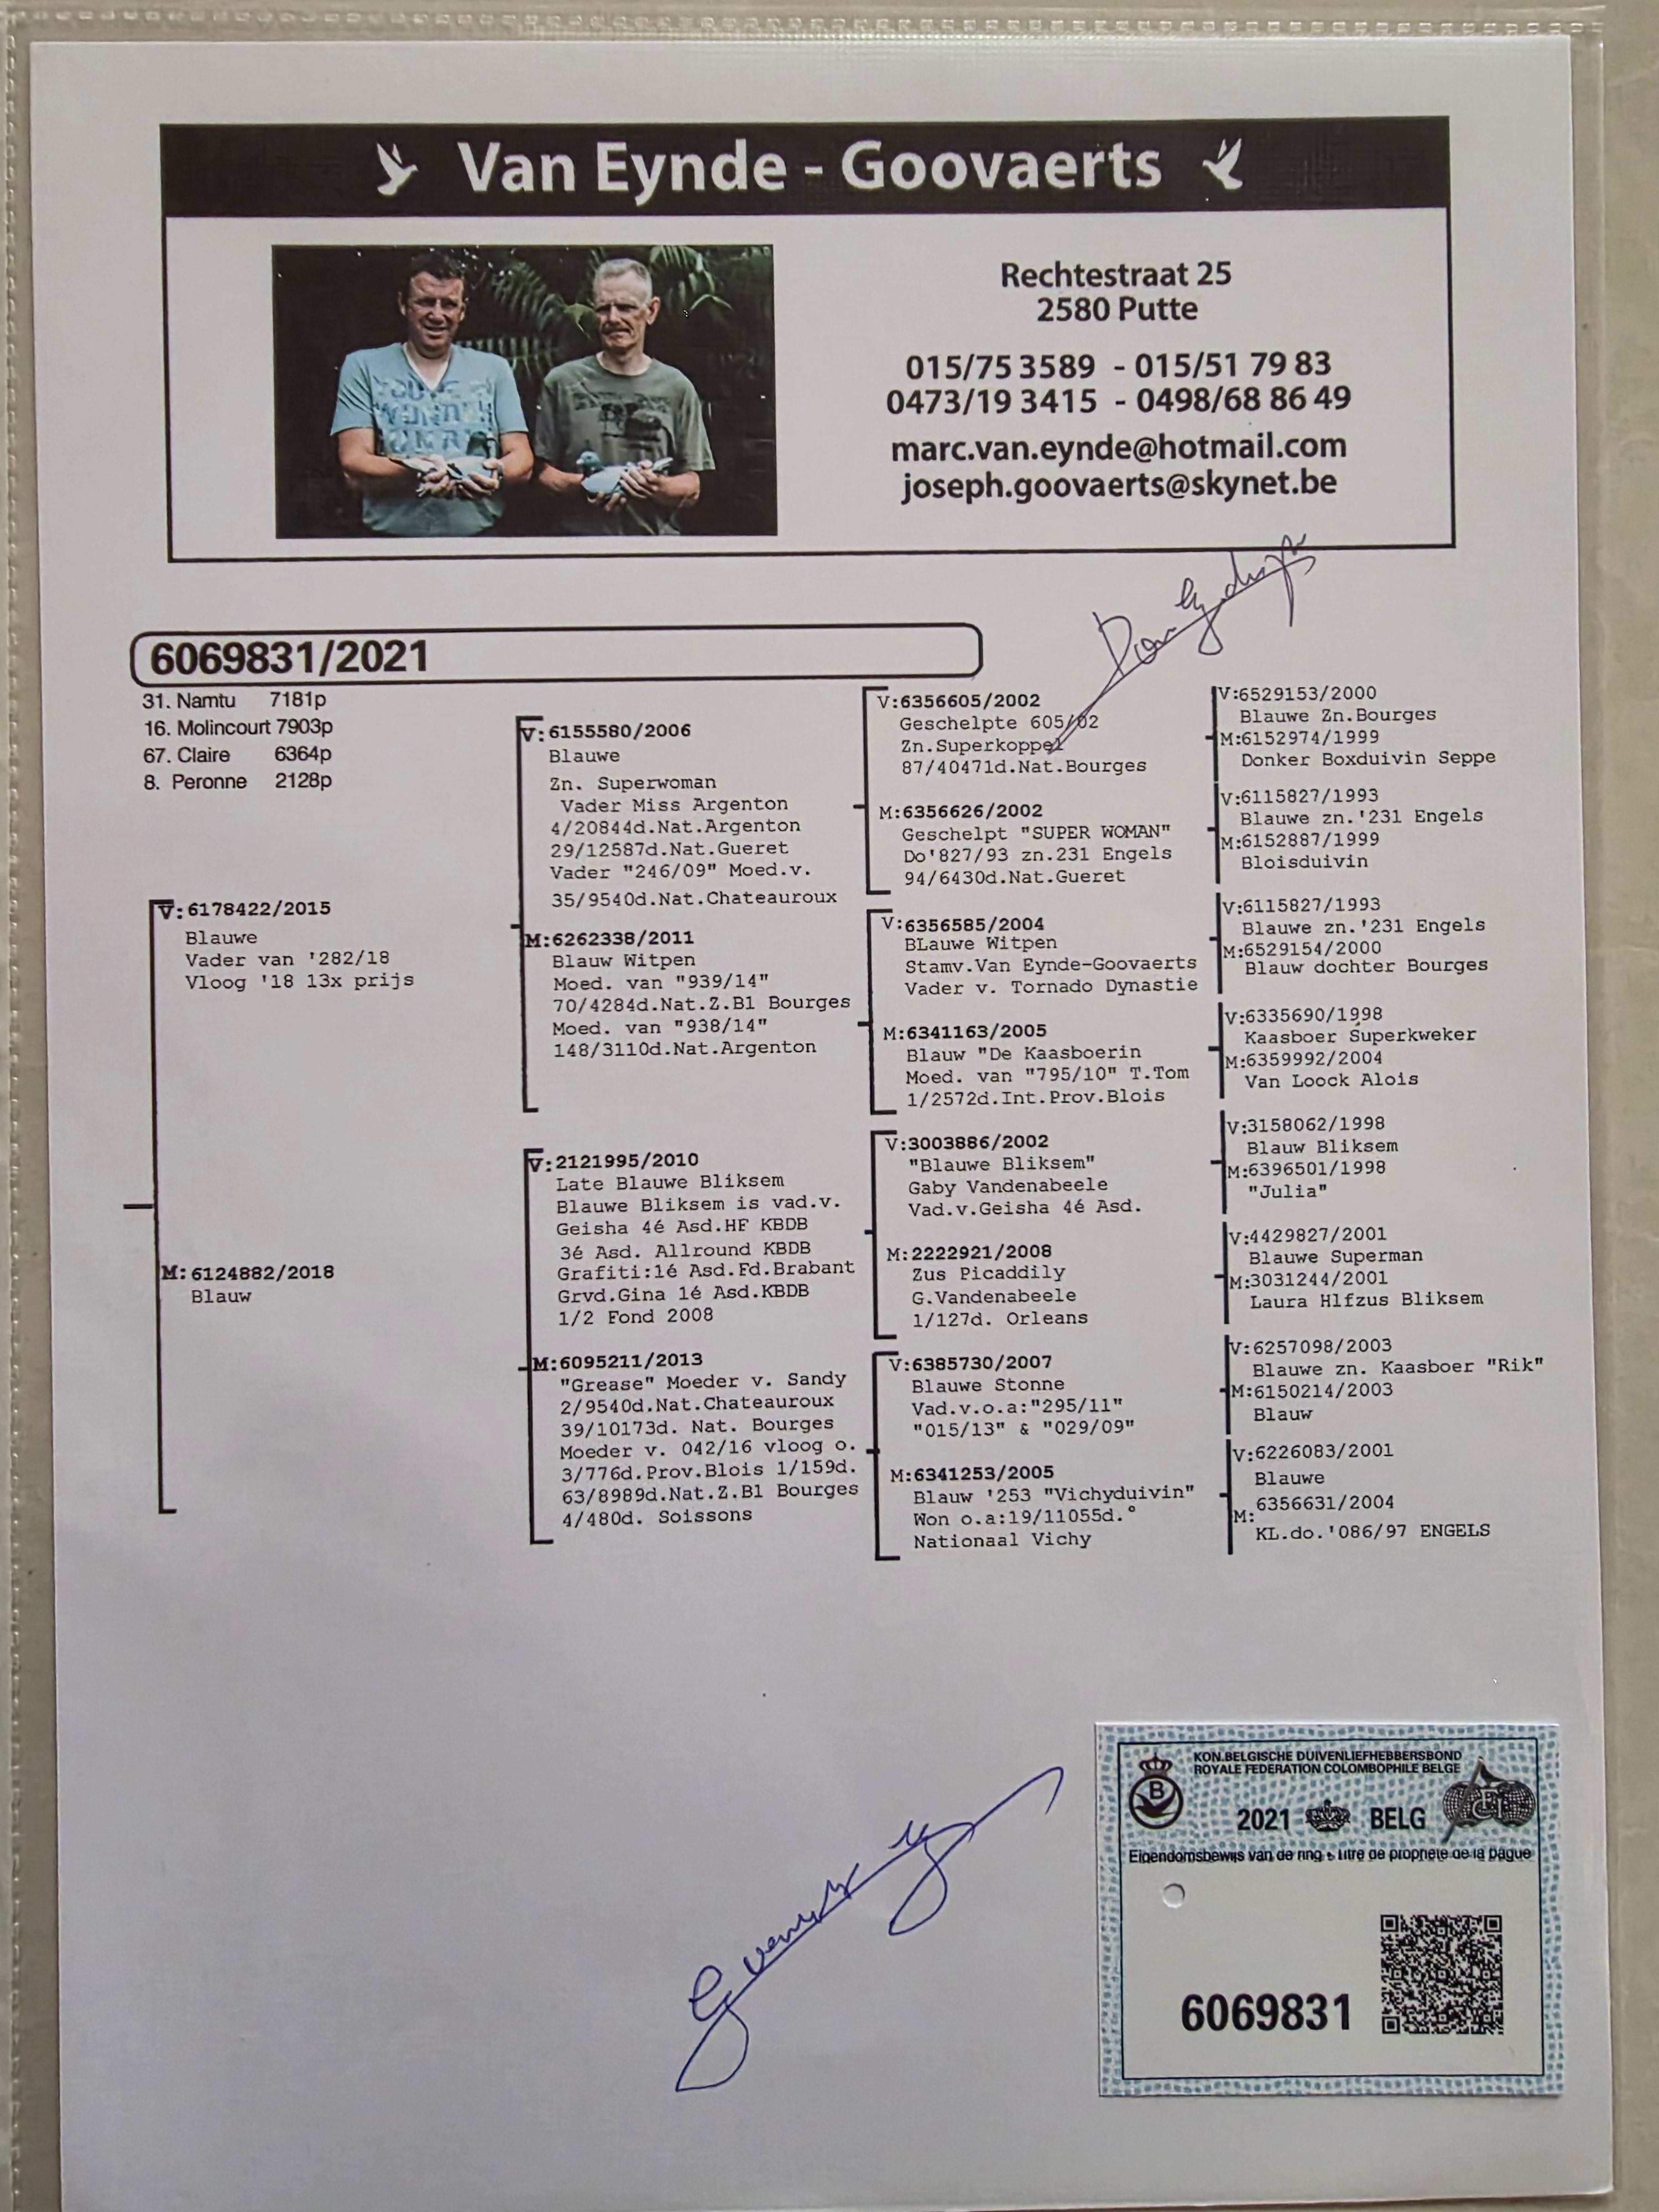 Van Eynde - Goovaerts
Rechtestraat 25
2580 Putte
015/75 3589 - 015/51 79 83
0473/19 3415 - 0498/68 86 49
marc.van.eynde@hotmail.com
joseph.goovaerts@skynet.be
6069831/2021
31. Namtu 7181p
16. Molincourt 7903p
67. Claire 6364p
8. Peronne 2128p
V: 6178422/2015
Blauwe
Vader van '282/18
Vloog '18 13x prijs
M: 6124882/2018
Blauw
V: 6155580/2006
Blauwe
Zn. Superwoman
Vader Miss Argenton
4/20844d.Nat.Argenton
29/12587d.Nat.Gueret
Vader "246/09" Moed.v.
35/9540d.Nat.Chateauroux
M:6262338/2011
Blauw Witpen
Moed. van "939/14"
70/4284d.Nat.Z.B1 Bourges
Moed. van "938/14"
148/3110d.Nat.Argenton
V: 2121995/2010
Late Blauwe Bliksem
Blauwe Bliksem is vad.v.
Geisha 4é Asd.HF KBDB
3é Asd. Allround KBDB
Grafiti:1é Asd.Fd.Brabant
Grvd.Gina 1é Asd.KBDB
1/2 Fond 2008
M:6095211/2013
"Grease" Moeder v. Sandy
2/9540d.Nat.Chateauroux
39/10173d. Nat. Bourges
Moeder v. 042/16 vloog o.
3/776d.Prov.Blois 1/159d.
63/8989d.Nat.Z.B1 Bourges
4/480d. Soissons
V:6356605/2002
Geschelpte 605/02
Zn.Superkoppel
87/40471d.Nat.Bourges
M:6356626/2002
Geschelpt "SUPER WOMAN"
Do'827/93 zn.231 Engels
94/6430d.Nat.Gueret
V:6356585/2004
BLauwe Witpen
Stamv.Van Eynde-Goovaerts
Vader v. Tornado Dynastie
M:6341163/2005
Blauw "De Kaasboerin
Moed. van "795/10" T.Tom
1/2572d.Int.Prov.Blois
V:3003886/2002
"Blauwe Bliksem"
Gaby Vandenabeele
Vad.v.Geisha 4é Asd.
M:2222921/2008
Zus Picaddily
G.Vandenabeele
1/127d. Orleans
V:6385730/2007
Blauwe Stonne
Vad.v.o.a:"295/11"
"015/13" & "029/09"
M:6341253/2005
Blauw '253 "Vichyduivin"
Won o.a:19/11055d.°
Nationaal Vichy
V:6529153/2000
Blauwe Zn.Bourges
M:6152974/1999
Donker Boxduivin Seppe
V:6115827/1993
Blauwe zn.'231 Engels
M:6152887/1999
Bloisduivin
V:6115827/1993
Blauwe zn.'231 Engels
M:6529154/2000
Blauw dochter Bourges
V:6335690/1998
Kaasboer Superkweker
M:6359992/2004
Van Loock Alois
V:3158062/1998
Blauw Bliksem
M:6396501/1998
"Julia"
V:4429827/2001
Blauwe Superman
M:3031244/2001
Laura Hlfzus Bliksem
V:6257098/2003
Blauwe zn. Kaasboer "Rik"
M:6150214/2003
Blauw
V:6226083/2001
Blauwe
M: 6356631/2004
KL.do.'086/97 ENGELS
KON.BELGISCHE DUIVENLIEFHEBBERSBOND
ROYALE FEDERATION COLOMBOPHILE BELGE
B
2021 BELG
FCI
Eigendomsbewijs van de ring - titre de propriete de la bague
6069831